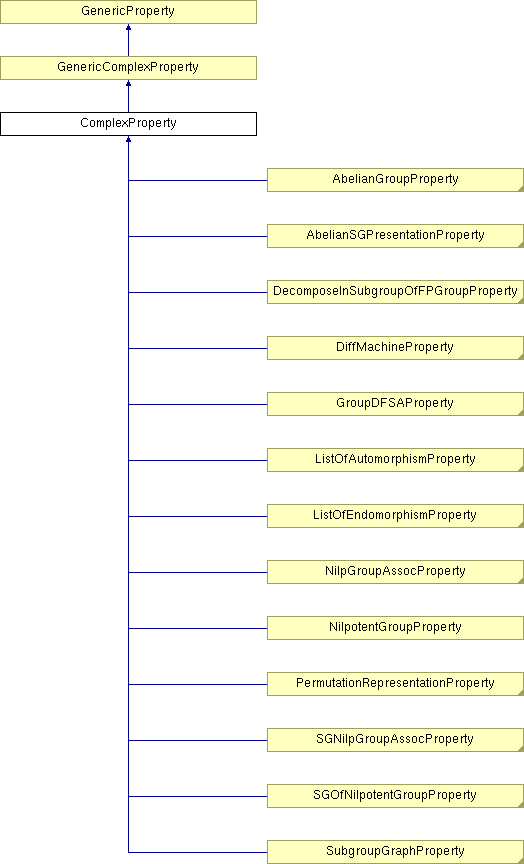 GenericProperty
GenericComplexProperty
ComplexProperty
AbelianGroupProperty
AbelianSGPresentationProperty
DecomposeInSubgroupOfFPGroupProperty
DiffMachineProperty
GroupDFSAProperty
ListOfAutomorphismProperty
ListOfEndomorphismProperty
NilpGroupAssocProperty
NilpotentGroupProperty
PermutationRepresentationProperty
SGNilpGroupAssocProperty
SGOfNilpotentGroupProperty
SubgroupGraphProperty